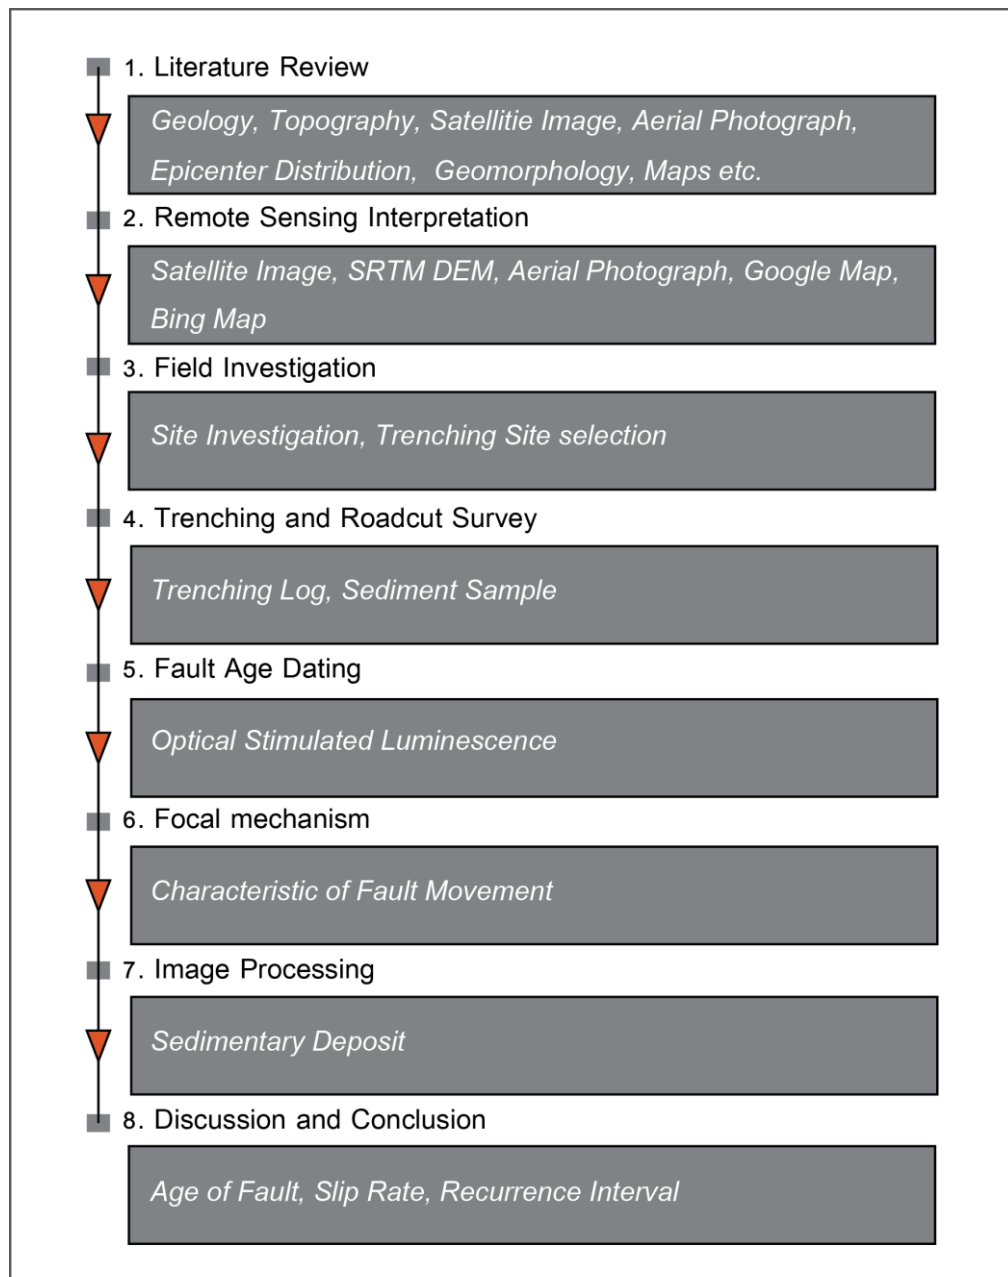 1. Literature Review
Geology, Topography, Satellitie Image, Aerial Photograph,
Epicenter Distribution, Geomorphology, Maps etc.
2. Remote Sensing Interpretation
Satellite Image, SRTM DEM, Aerial Photograph, Google Map,
Bing Map
3. Field Investigation
Site Investigation, Trenching Site selection
4. Trenching and Roadcut Survey
Trenching Log, Sediment Sample
5. Fault Age Dating
Optical Stimulated Luminescence
6. Focal mechanism
Characteristic of Fault Movement
7. Image Processing
Sedimentary Deposit
8. Discussion and Conclusion
Age of Fault, Slip Rate, Recurrence Interval